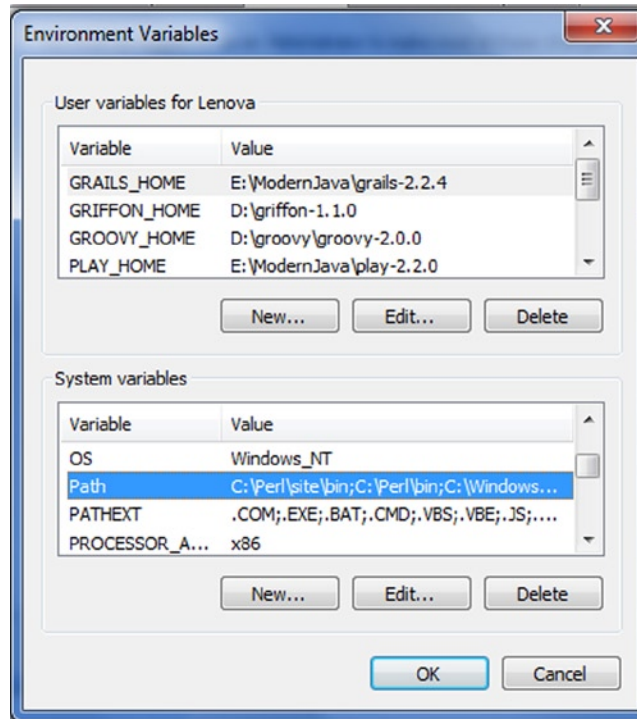 Environment Variables
User variables for Lenova
Variable Value
GRAILS_HOME E:\ModernJava\grails-2.2.4
GRIFFON_HOME D:\griffon-1.1.0
GROOVY_HOME D:\groovy\groovy-2.0.0
PLAY_HOME E:\ModernJava\play-2.2.0
New... Edit... Delete
System variables
Variable Value
OS Windows_NT
Path C:\Perl\site\bin;C:\Perl\bin;C:\Windows...
PATHEXT .COM;.EXE;.BAT;.CMD;.VBS;.VBE;.JS;....
PROCESSOR_A... x86
New... Edit... Delete
OK Cancel